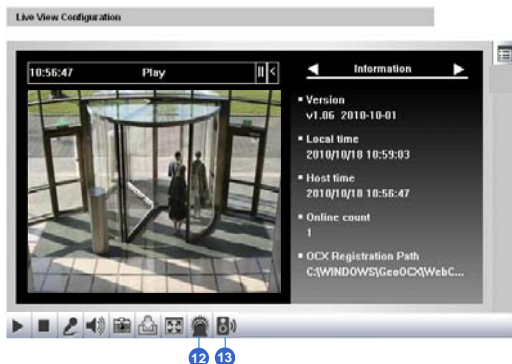 Live View Configuration
10:56:47 Play
Information
Version
v1.06 2010-10-01
Local time
2010/10/18 10:59:03
Host time
2010/10/18 10:56:47
Online count
1
OCX Registration Path
C:\WINDOWS\GeoOCX\WebC...
12 13